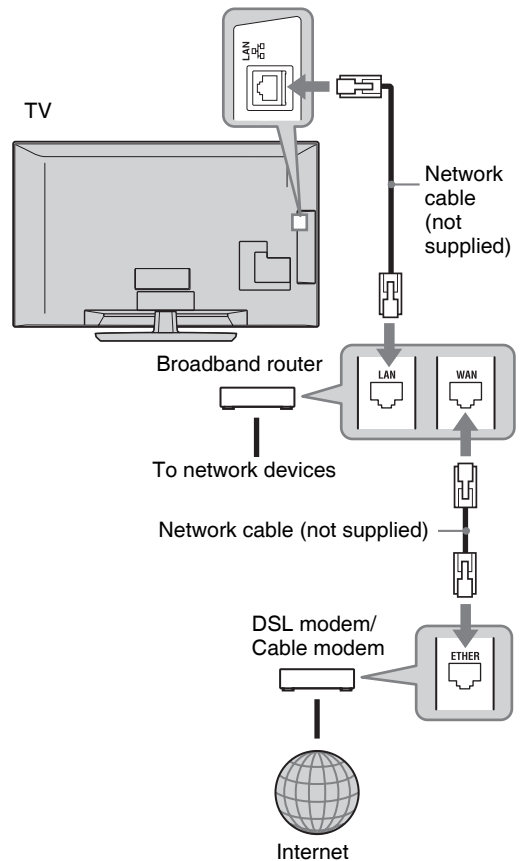 LAN
TV
Network
cable
(not
supplied)
Broadband router
LAN
WAN
To network devices
Network cable (not supplied)
DSL modem/
Cable modem
ETHER
Internet